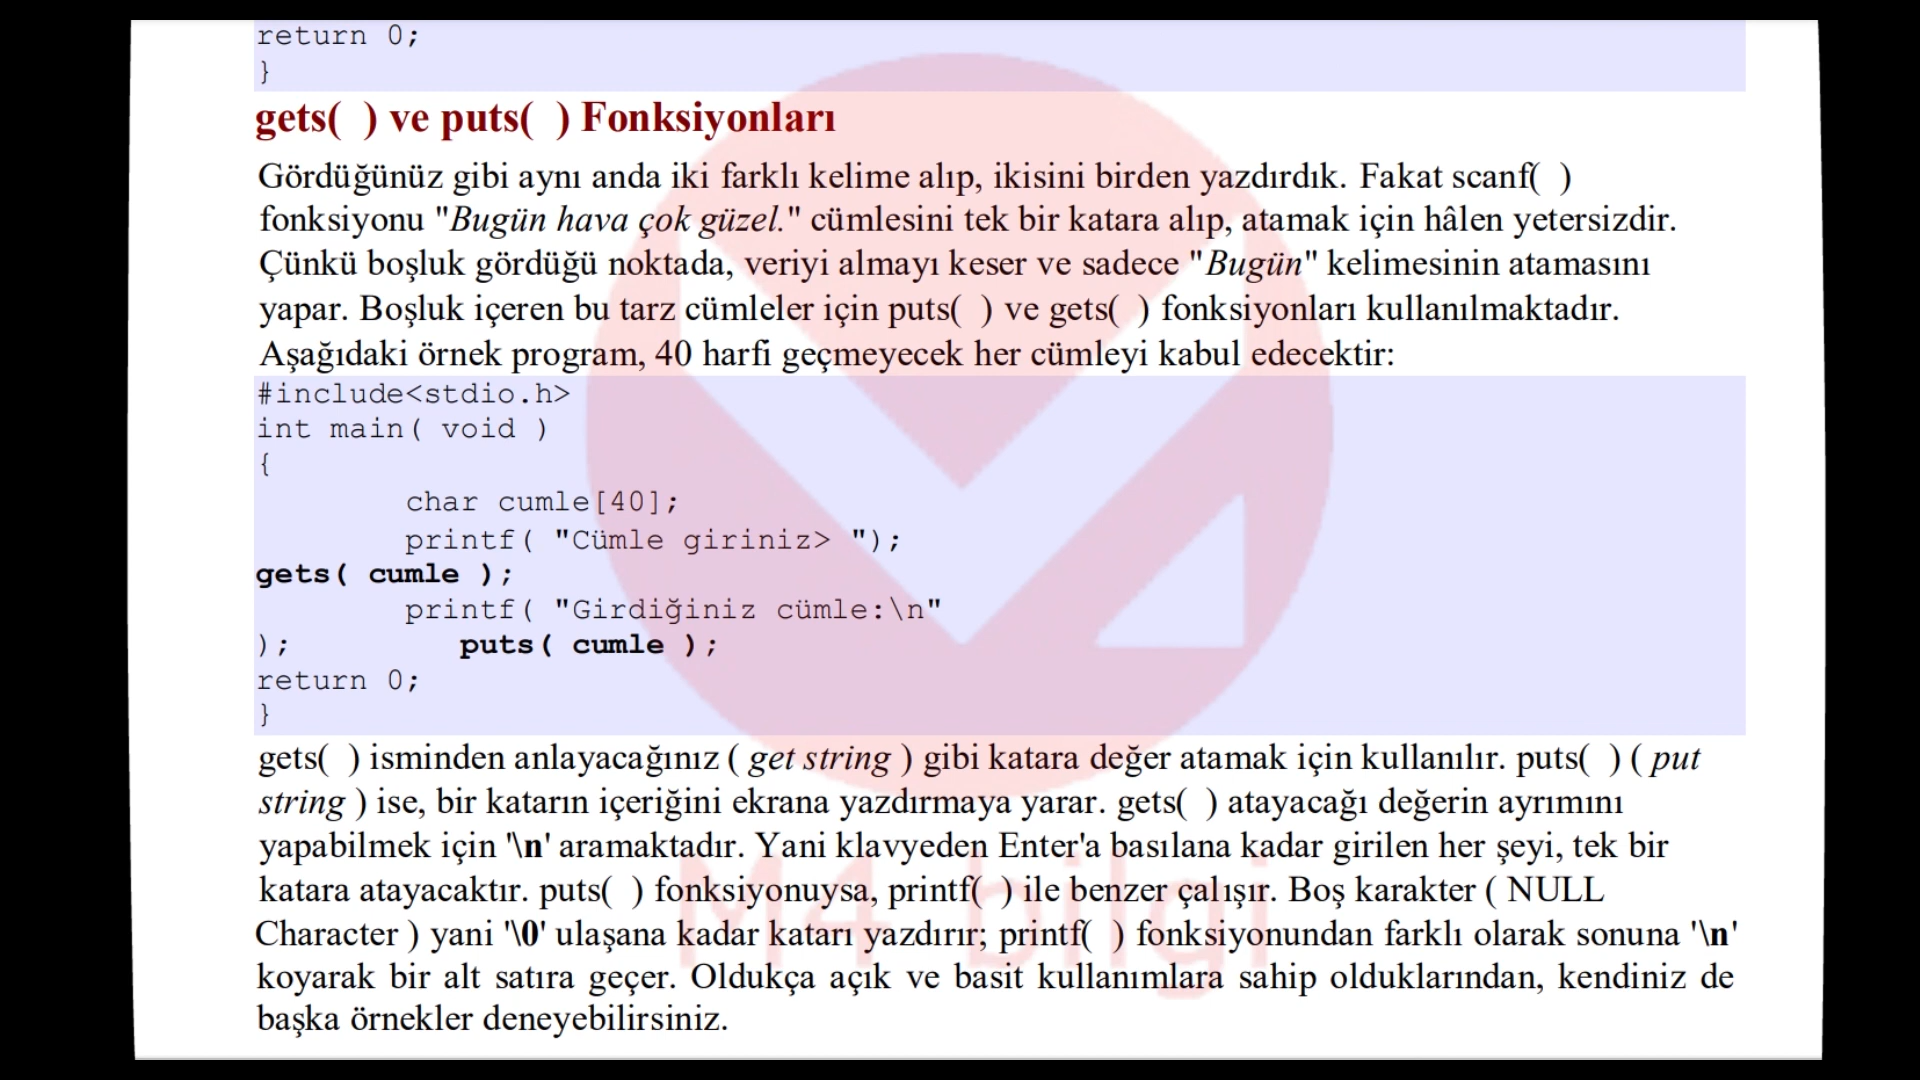 return 0;
}
gets( ) ve puts( ) Fonksiyonları
Gördüğünüz gibi aynı anda iki farklı kelime alıp, ikisini birden yazdırdık. Fakat scanf( )
fonksiyonu "Bugün hava çok güzel." cümlesini tek bir katara alıp, atamak için hâlen yetersizdir.
Çünkü boşluk gördüğü noktada, veriyi almayı keser ve sadece "Bugün" kelimesinin atamasını
yapar. Boşluk içeren bu tarz cümleler için puts( ) ve gets( ) fonksiyonları kullanılmaktadır.
Aşağıdaki örnek program, 40 harfi geçmeyecek her cümleyi kabul edecektir:
#include<stdio.h>
int main( void )
{
char cumle[40];
printf( "Cümle giriniz> ");
gets( cumle );
printf( "Girdiğiniz cümle:\n"
); puts( cumle );
return 0;
}
gets( ) isminden anlayacağınız ( get string ) gibi katara değer atamak için kullanılır. puts( ) ( put
string ) ise, bir katarın içeriğini ekrana yazdırmaya yarar. gets( ) atayacağı değerin ayrımını
yapabilmek için '\n' aramaktadır. Yani klavyeden Enter'a basılana kadar girilen her şeyi, tek bir
katara atayacaktır. puts( ) fonksiyonuysa, printf( ) ile benzer çalışır. Boş karakter ( NULL
Character ) yani '\0' ulaşana kadar katarı yazdırır; printf( ) fonksiyonundan farklı olarak sonuna '\n'
koyarak bir alt satıra geçer. Oldukça açık ve basit kullanımlara sahip olduklarından, kendiniz de
başka örnekler deneyebilirsiniz.
M4 bilgi